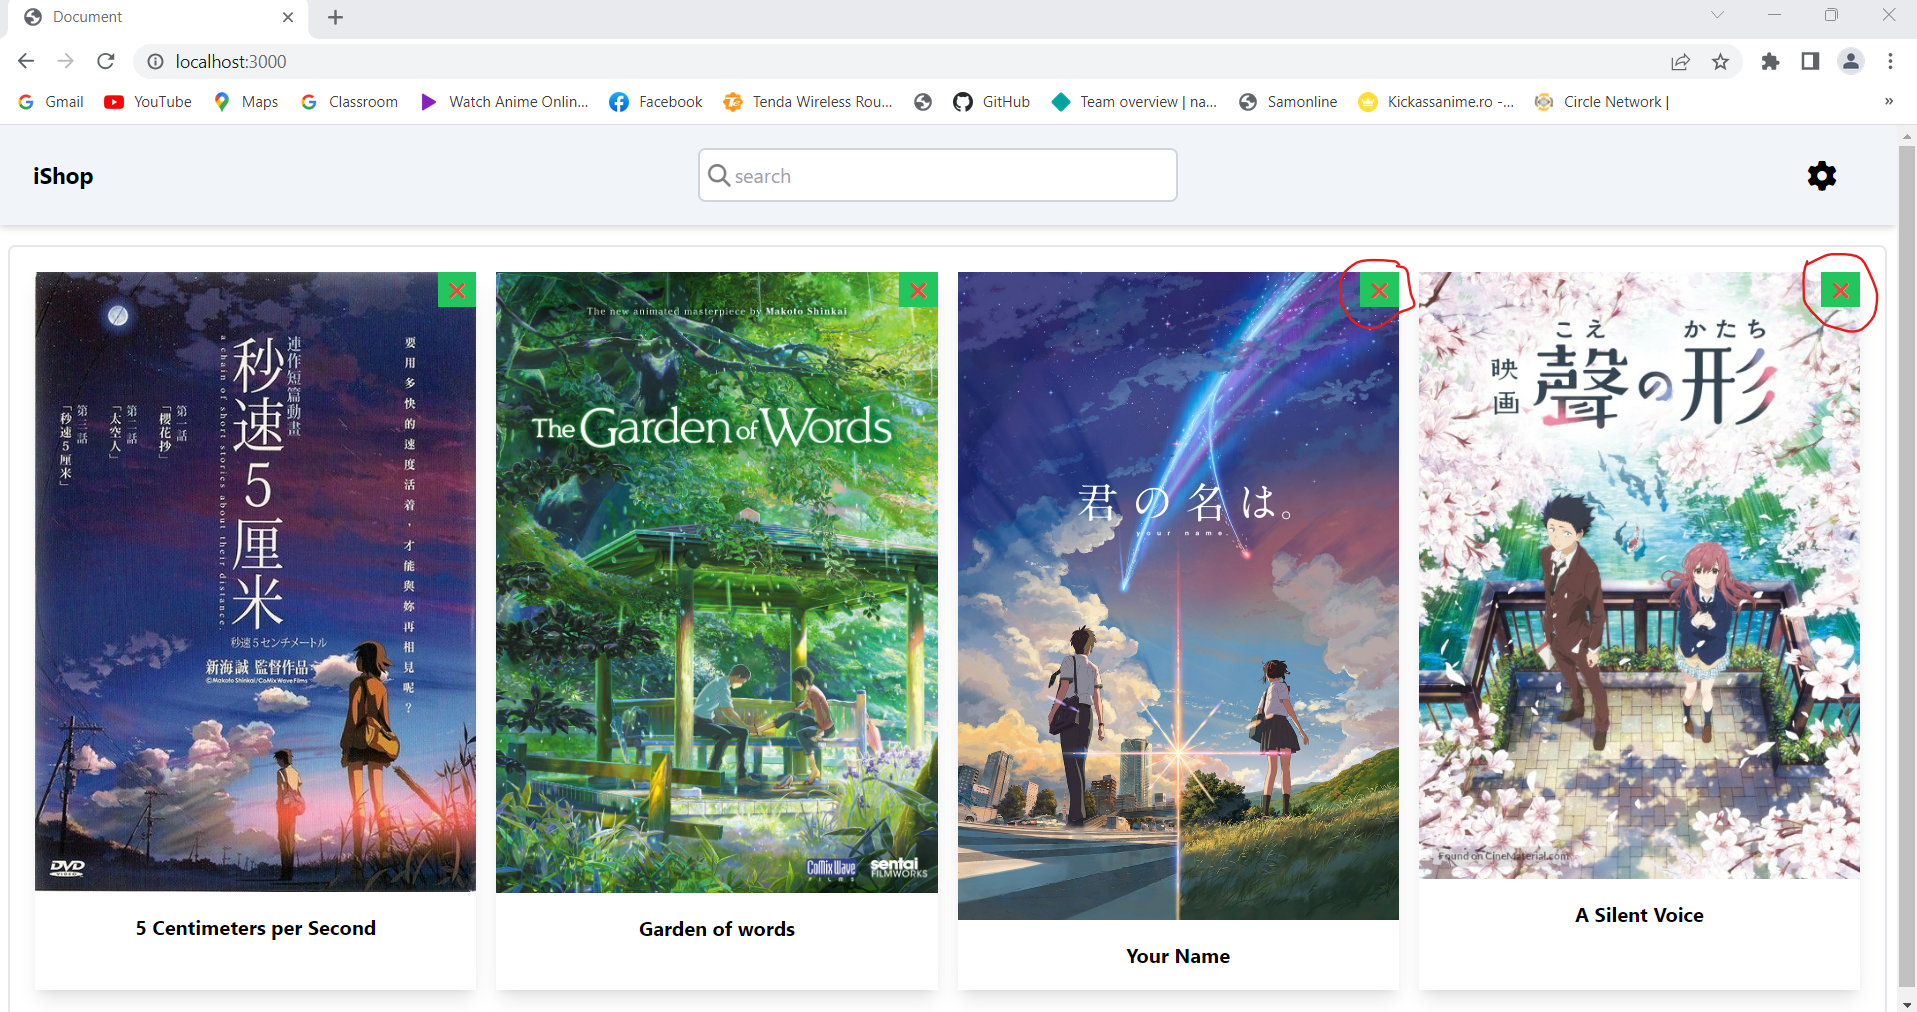 Document
localhost:3000
Gmail
YouTube
Maps
Classroom
Watch Anime Onlin...
Facebook
Tenda Wireless Rou...
GitHub
Team overview | na...
Samonline
Kickassanime.ro -...
Circle Network |
»
iShop
search
連作短篇動畫
秒速5厘米
a chain of short stories about their distance.
第一話
「櫻花抄」
第二話
「太空人」
第三話
「秒速5厘米」
要用多快的速度活着，才能與妳再相見呢？
秒速5センチメートル
新海誠 監督作品
©Makoto Shinkai/CoMix Wave Films
DVD
VIDEO
5 Centimeters per Second
The new animated masterpiece by Makoto Shinkai
The Garden of Words
CoMix Wave
FILMS
sentai
FILMWORKS
Garden of words
君の名は。
your name.
Your Name
映画
こえ かたち
聲の形
Found on CineMaterial.com
A Silent Voice